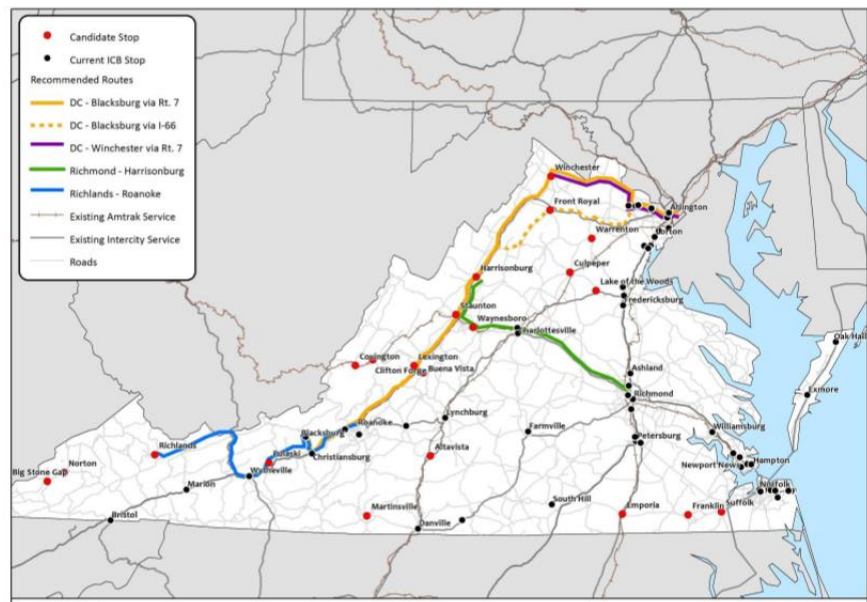 Candidate Stop
Current ICB Stop
Recommended Routes
DC - Blacksburg via Rt. 7
DC - Blacksburg via I-66
DC - Winchester via Rt. 7
Richmond - Harrisonburg
Richlands - Roanoke
Existing Amtrak Service
Existing Intercity Service
Roads
Winchester
Front Royal
Arlington
Warrenton
Lorton
Culpeper
Harrisonburg
Lake of the Woods
Fredericksburg
Staunton
Waynesboro
Charlottesville
Oak Hall
Covington
Lexington
Clifton Forge
Buena Vista
Ashland
Exmore
Richmond
Lynchburg
Roanoke
Blacksburg
Farmville
Williamsburg
Petersburg
Richlands
Christiansburg
Altavista
Pulaski
Hampton
Newport News
Norton
Big Stone Gap
Wytheville
Marion
Norfolk
South Hill
Martinsville
Emporia
Franklin
Suffolk
Bristol
Danville